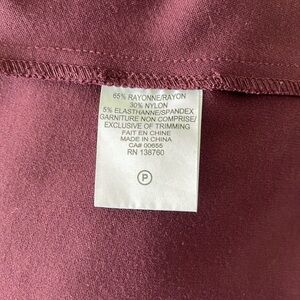 65% RAYONNE/RAYON
30% NYLON
5% ELASTHANNE/SPANDEX
GARNITURE NON COMPRISE/
EXCLUSIVE OF TRIMMING
FAIT EN CHINE
MADE IN CHINA
CA# 00655
RN 138760
P